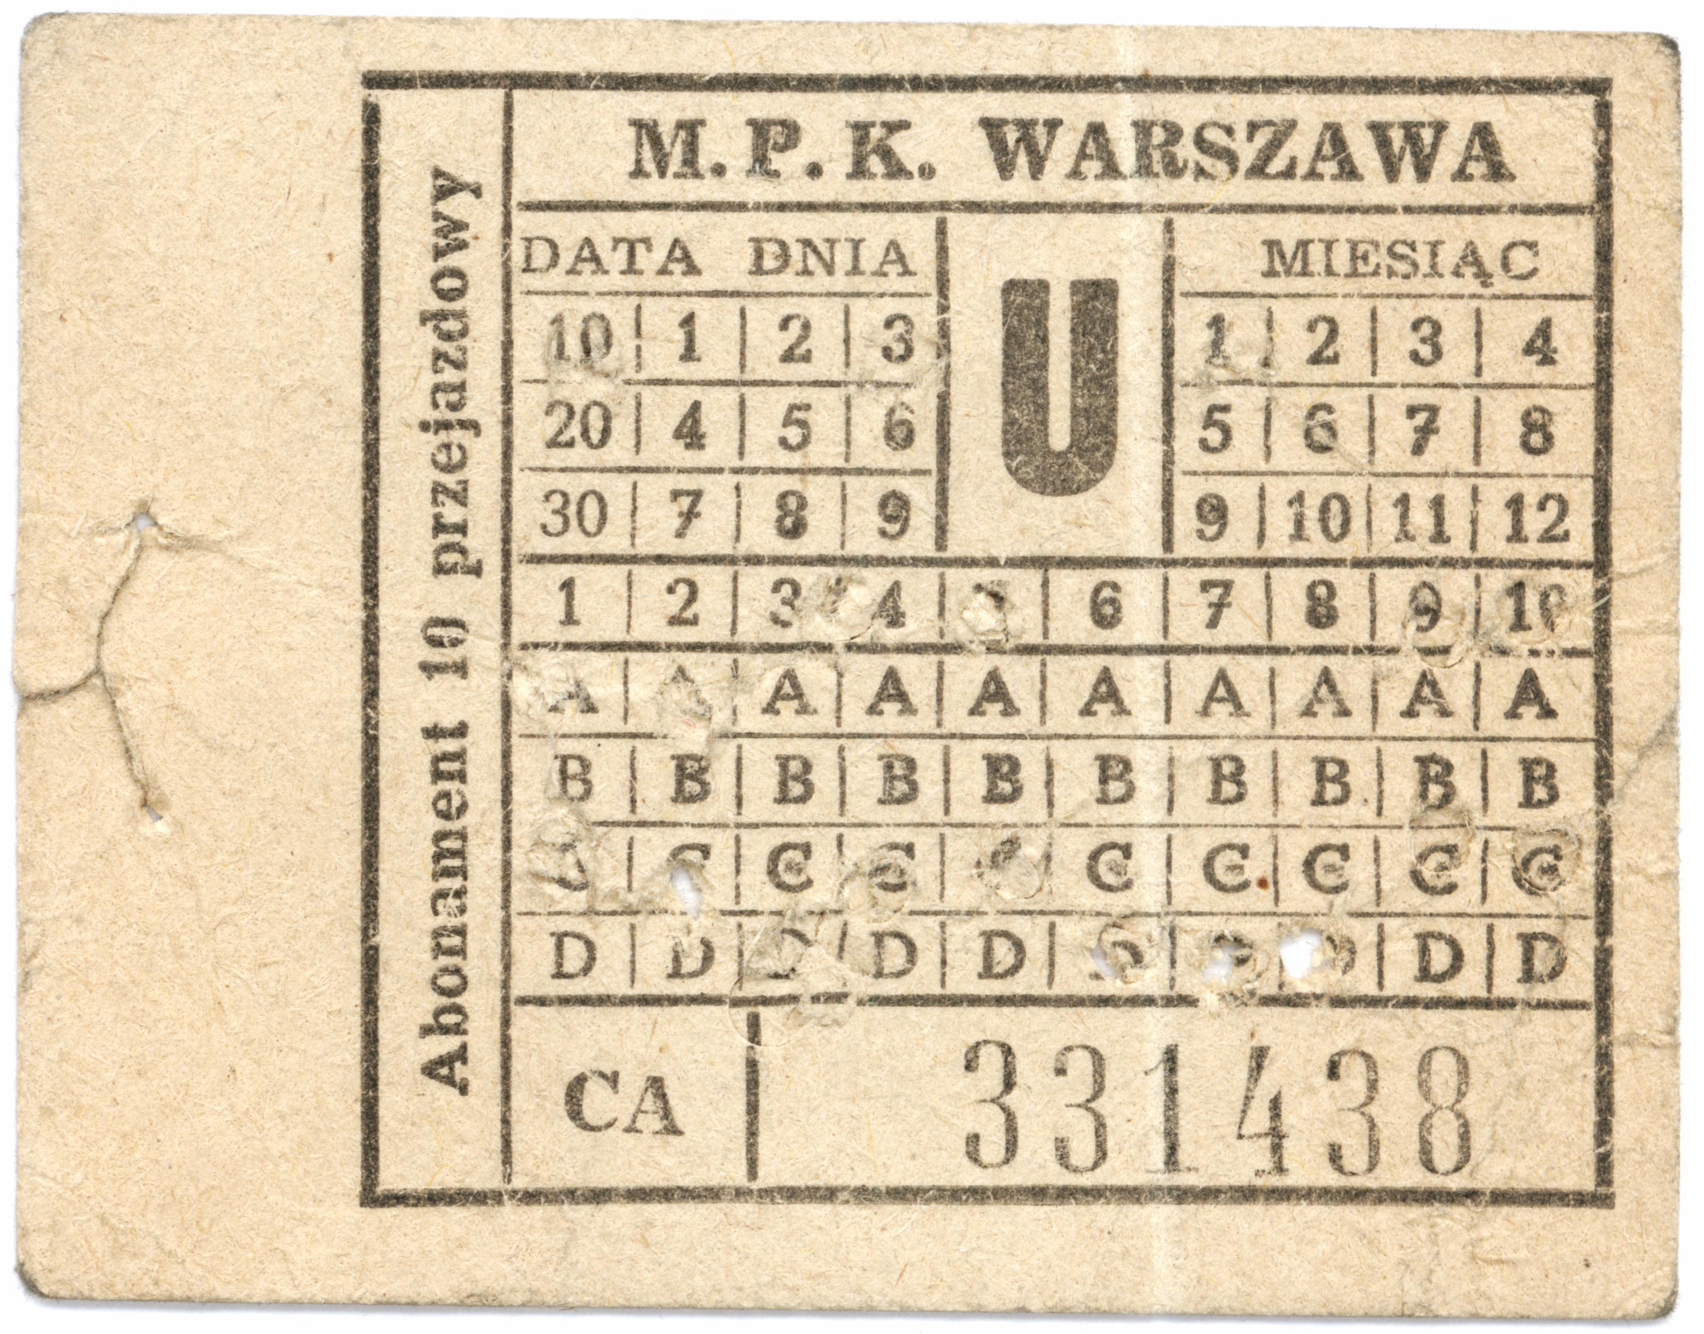 Abonament 10 przejazdowy
M.P.K. WARSZAWA
DATA DNIA U MIESIĄC
10 1 2 3 1 2 3 4
20 4 5 6 5 6 7 8
30 7 8 9 9 10 11 12
1 2 3 4 6 7 8 9 10
A A A A A A A A A A
B B B B B B B B B B
C C C C C C C C C
D D D D D D D D
CA 331438